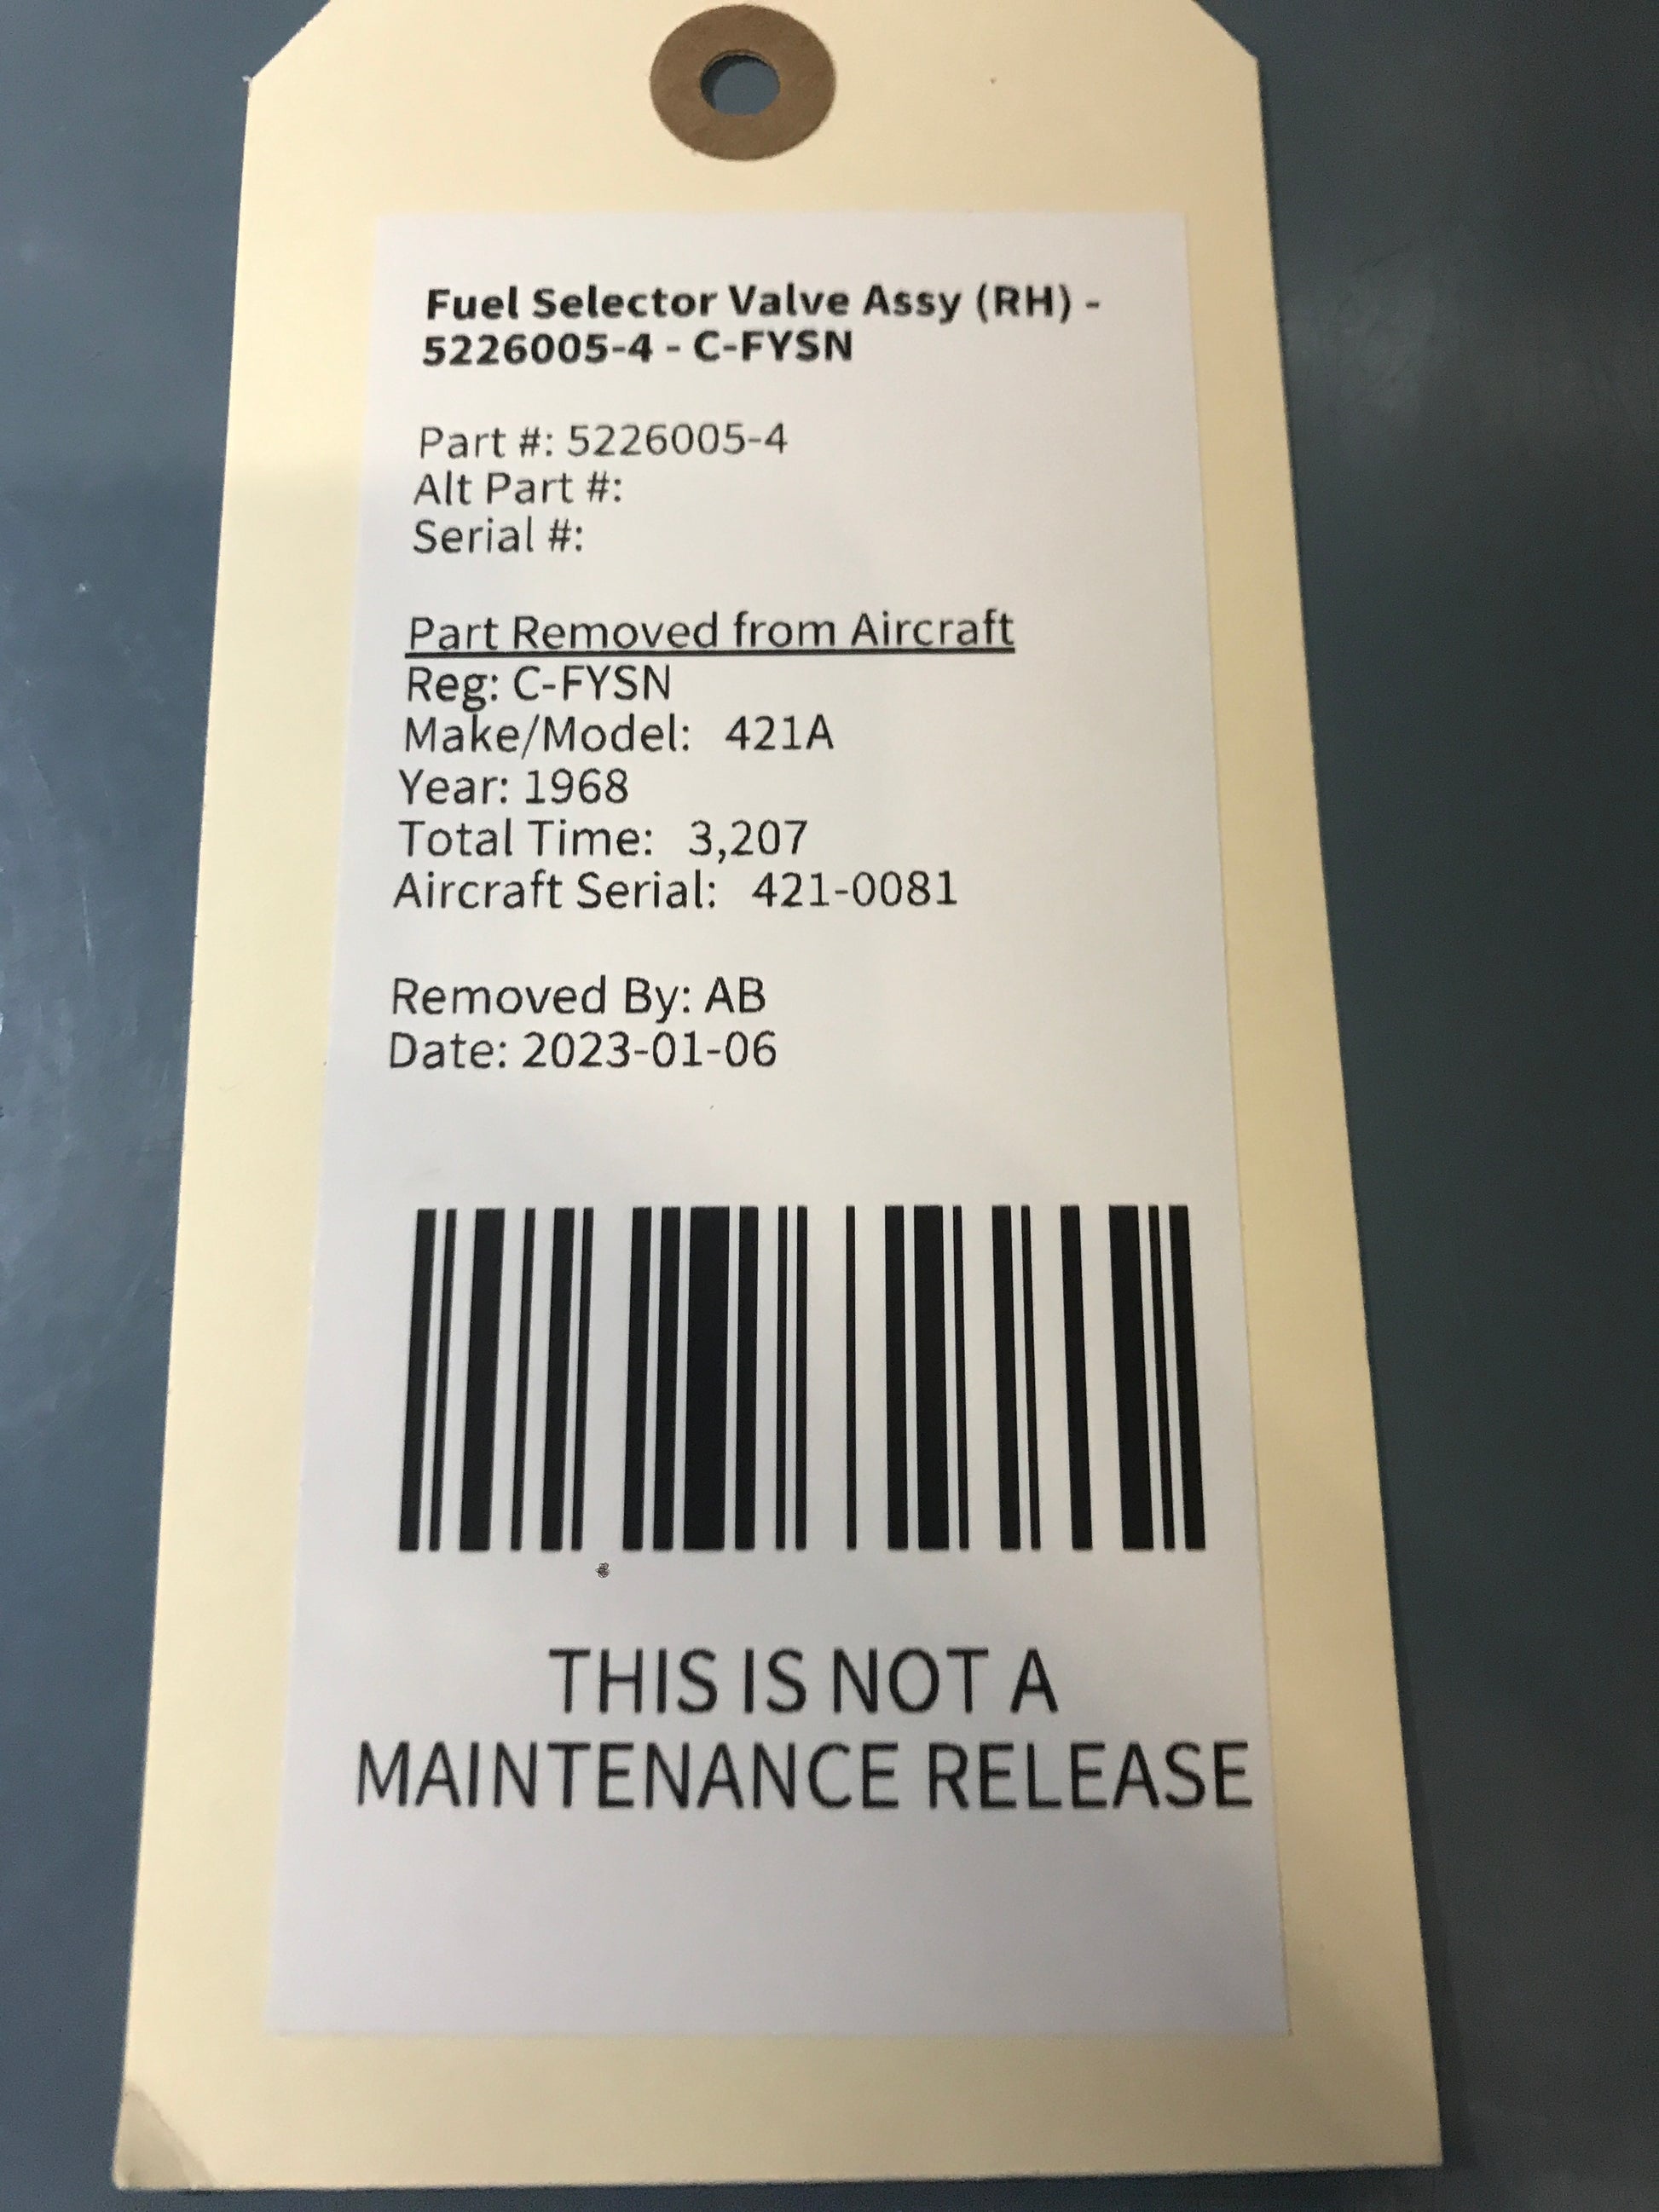 Fuel Selector Valve Assy (RH) -
5226005-4 - C-FYSN
Part #: 5226005-4
Alt Part #:
Serial #:
Part Removed from Aircraft
Reg: C-FYSN
Make/Model: 421A
Year: 1968
Total Time: 3,207
Aircraft Serial: 421-0081
Removed By: AB
Date: 2023-01-06
THIS IS NOT A
MAINTENANCE RELEASE